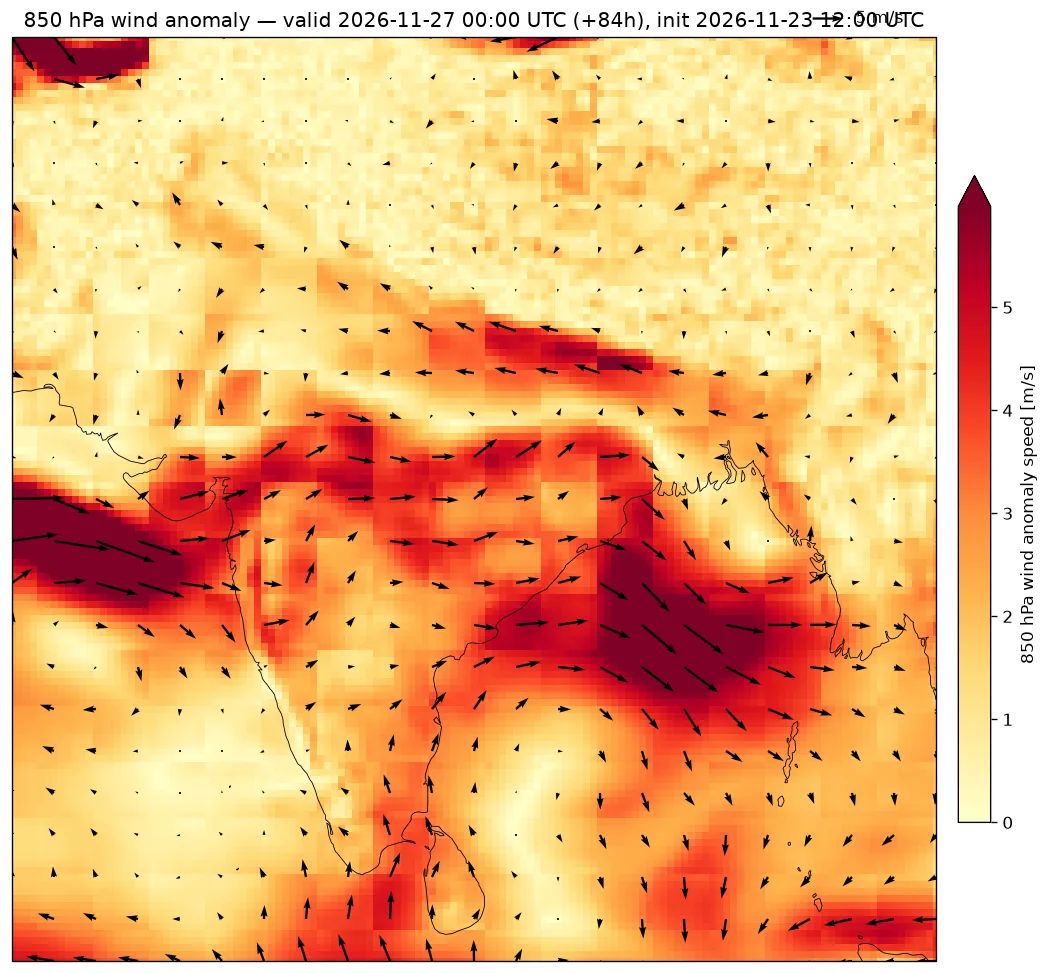 850 hPa wind anomaly — valid 2026-11-27 00:00 UTC (+84h), init 2026-11-23 12:00 UTC
5 m/s
5
4
3
2
1
0
850 hPa wind anomaly speed [m/s]